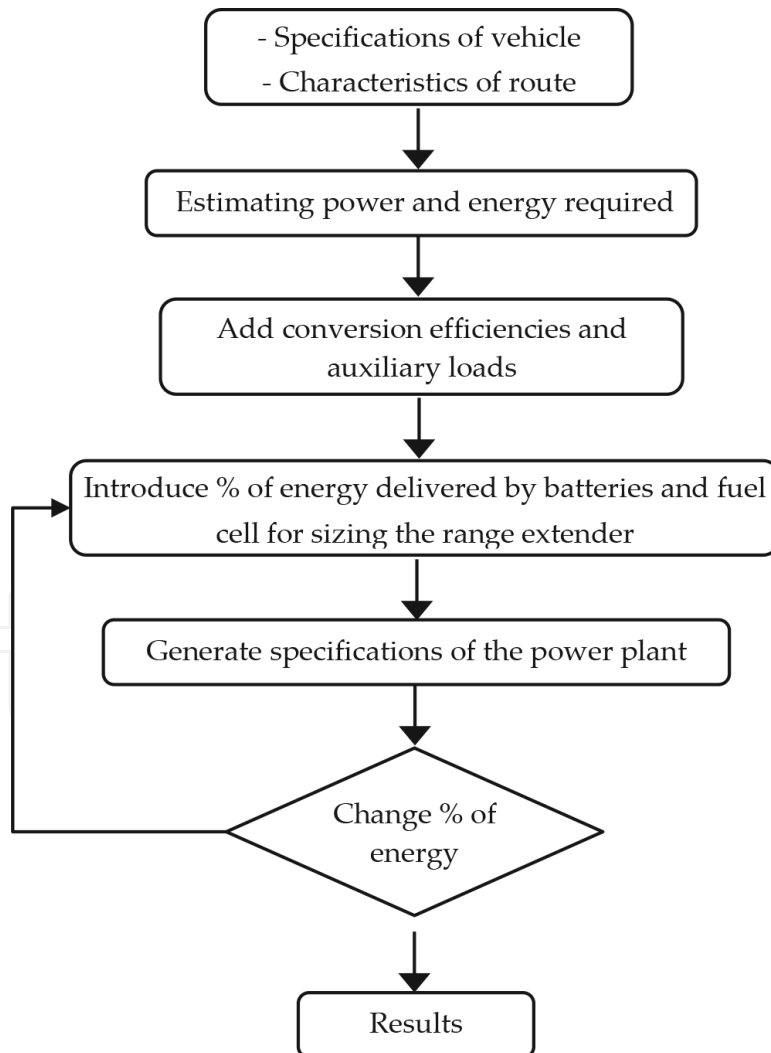 - Specifications of vehicle
- Characteristics of route
Estimating power and energy required
Add conversion efficiencies and
auxiliary loads
Introduce % of energy delivered by batteries and fuel
cell for sizing the range extender
Generate specifications of the power plant
Change % of
energy
Results